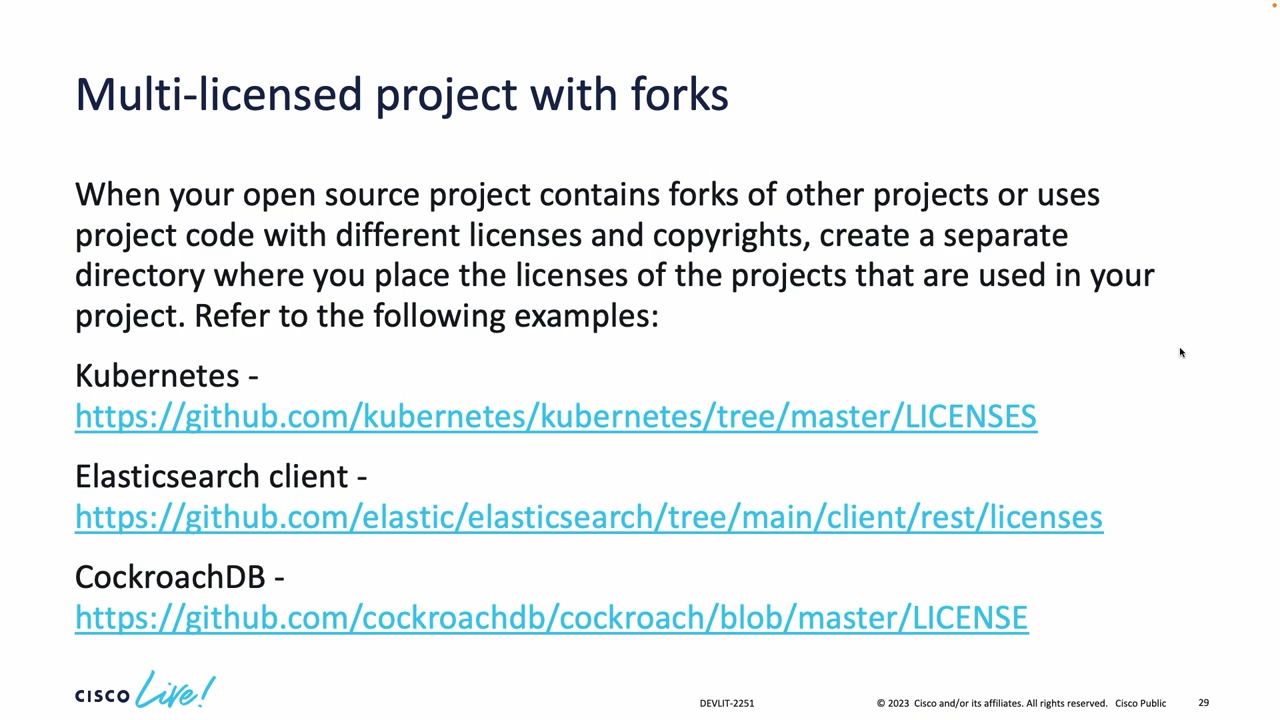 Multi-licensed project with forks
When your open source project contains forks of other projects or uses
project code with different licenses and copyrights, create a separate
directory where you place the licenses of the projects that are used in your
project. Refer to the following examples:
Kubernetes -
https://github.com/kubernetes/kubernetes/tree/master/LICENSES
Elasticsearch client -
https://github.com/elastic/elasticsearch/tree/main/client/rest/licenses
CockroachDB -
https://github.com/cockroachdb/cockroach/blob/master/LICENSE
CISCO Live!
DEVLIT-2251
© 2023 Cisco and/or its affiliates. All rights reserved. Cisco Public
29